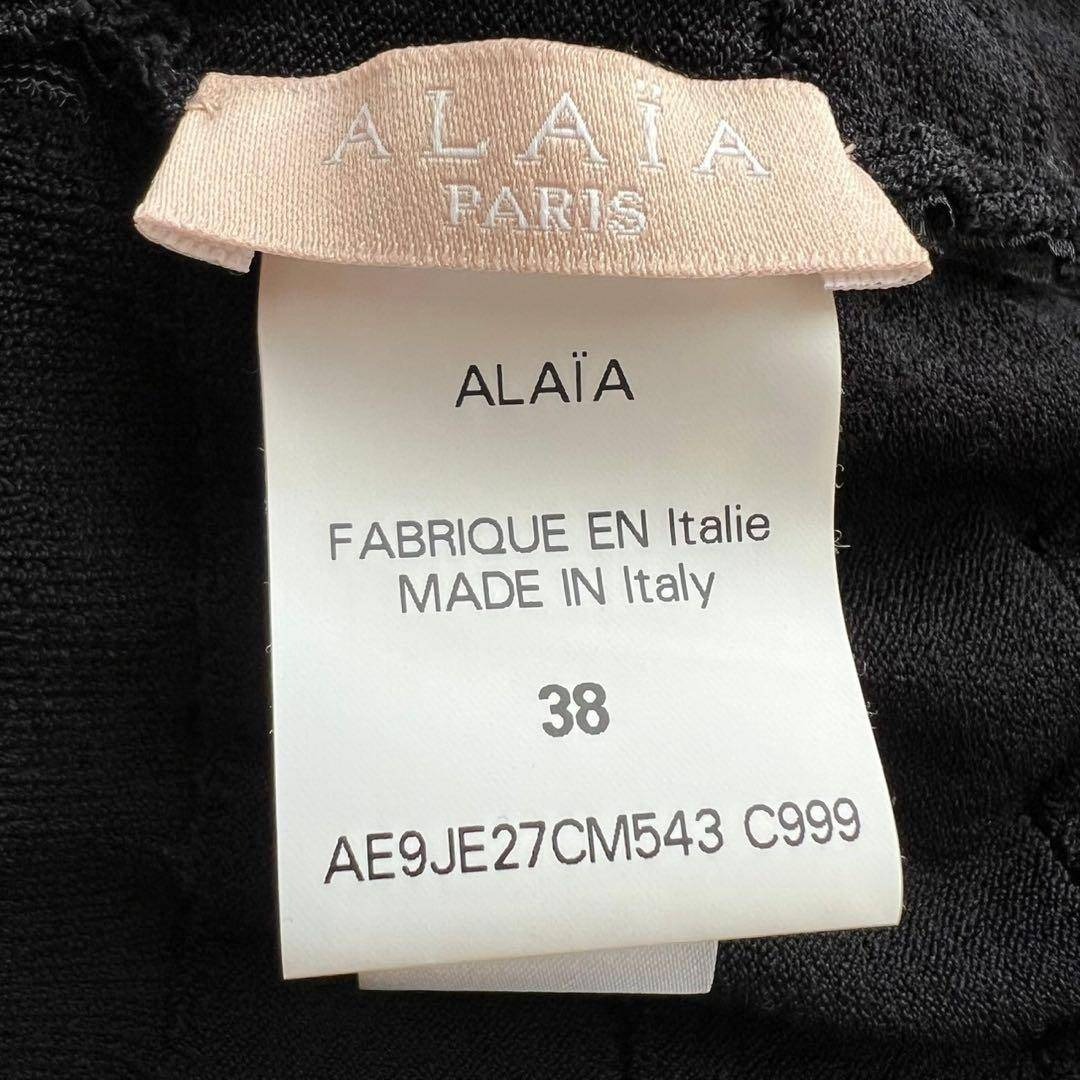 ALAÏA
PARIS
ALAÏA
FABRIQUE EN Italie
MADE IN Italy
38
AE9JE27CM543 C999